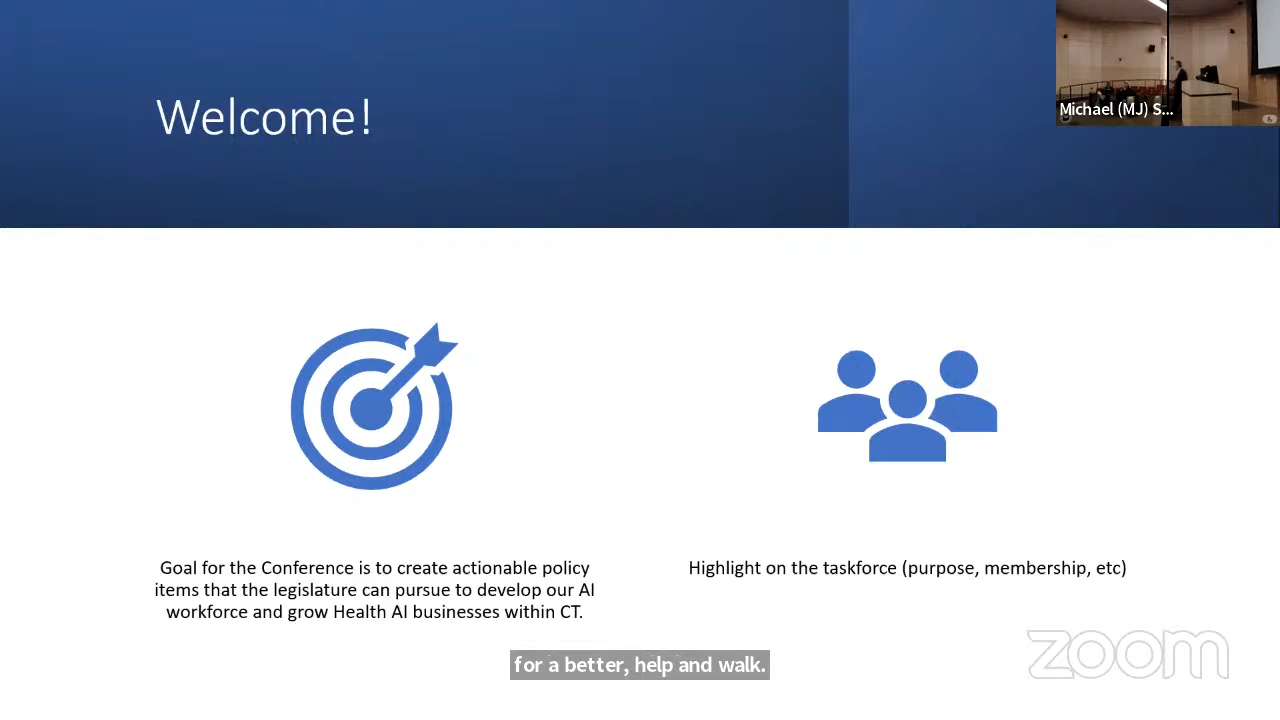 Welcome!
Michael (MJ) S...
Goal for the Conference is to create actionable policy
items that the legislature can pursue to develop our AI
workforce and grow Health AI businesses within CT.
Highlight on the taskforce (purpose, membership, etc)
for a better, help and walk.
zoom